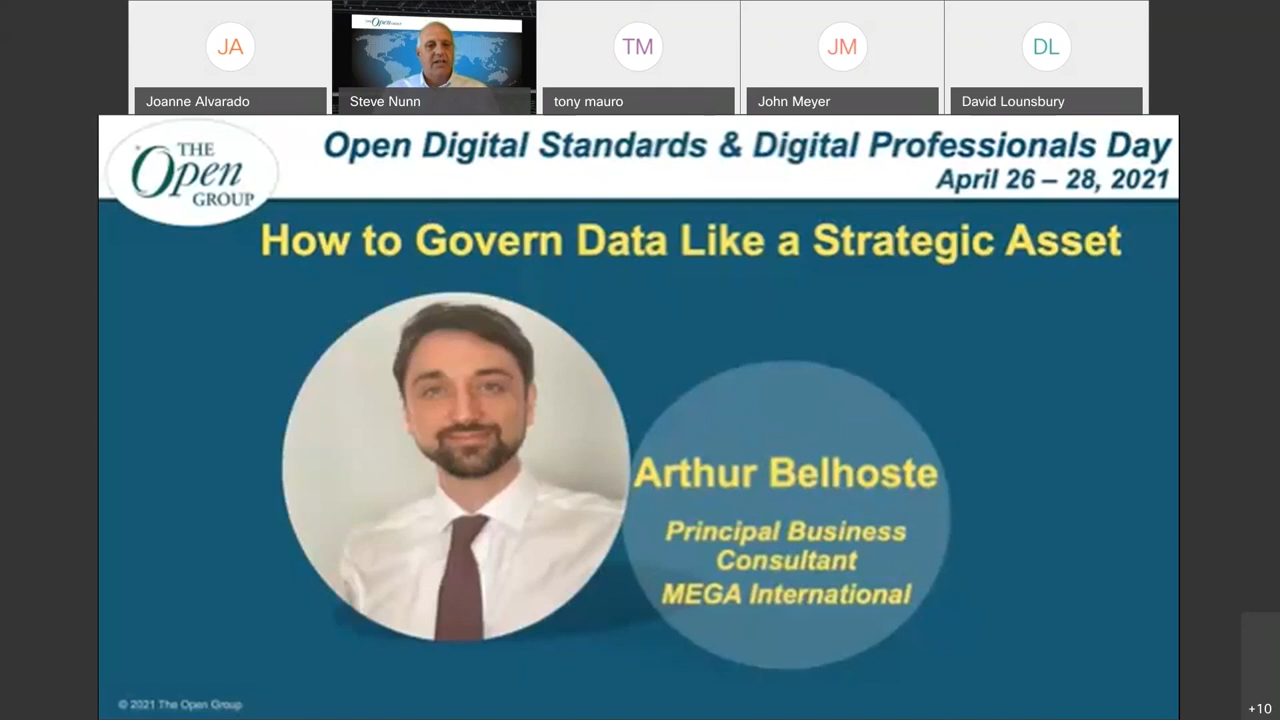 JA
TM
JM
DL
Joanne Alvarado
Steve Nunn
tony mauro
John Meyer
David Lounsbury
THE
Open
GROUP
Open Digital Standards & Digital Professionals Day
April 26 – 28, 2021
How to Govern Data Like a Strategic Asset
Arthur Belhoste
Principal Business
Consultant
MEGA International
© 2021 The Open Group
+10